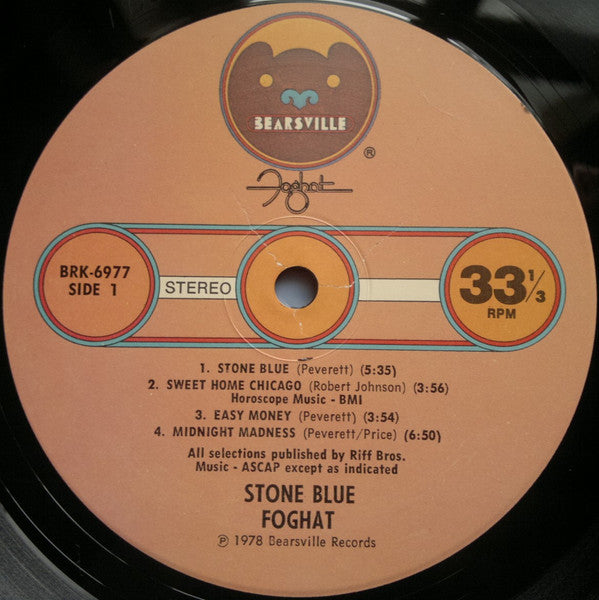 BEARSVILLE
®
Foghat
BRK-6977
SIDE 1
STEREO
33 1/3
RPM
1. STONE BLUE (Peverett) (5:35)
2. SWEET HOME CHICAGO (Robert Johnson) (3:56)
Horoscope Music - BMI
3. EASY MONEY (Peverett) (3:54)
4. MIDNIGHT MADNESS (Peverett/Price) (6:50)
All selections published by Riff Bros.
Music - ASCAP except as indicated
STONE BLUE
FOGHAT
℗ 1978 Bearsville Records